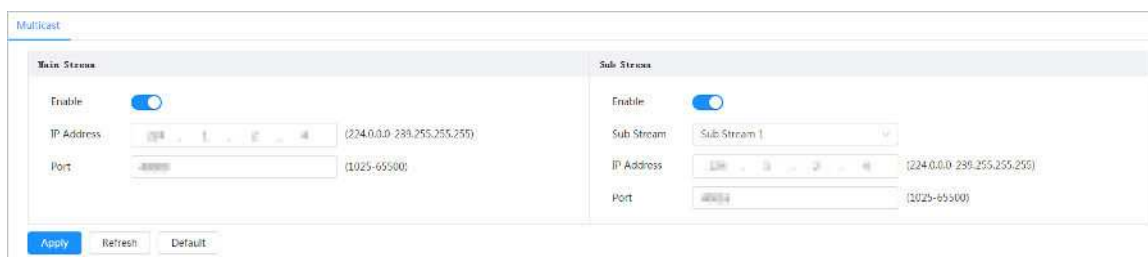 Multicast
Main Stream
Enable
IP Address (224.0.0.0-239.255.255.255)
Port (1025-65500)
Sub Stream
Enable
Sub Stream Sub Stream 1
IP Address (224.0.0.0-239.255.255.255)
Port (1025-65500)
Apply Refresh Default